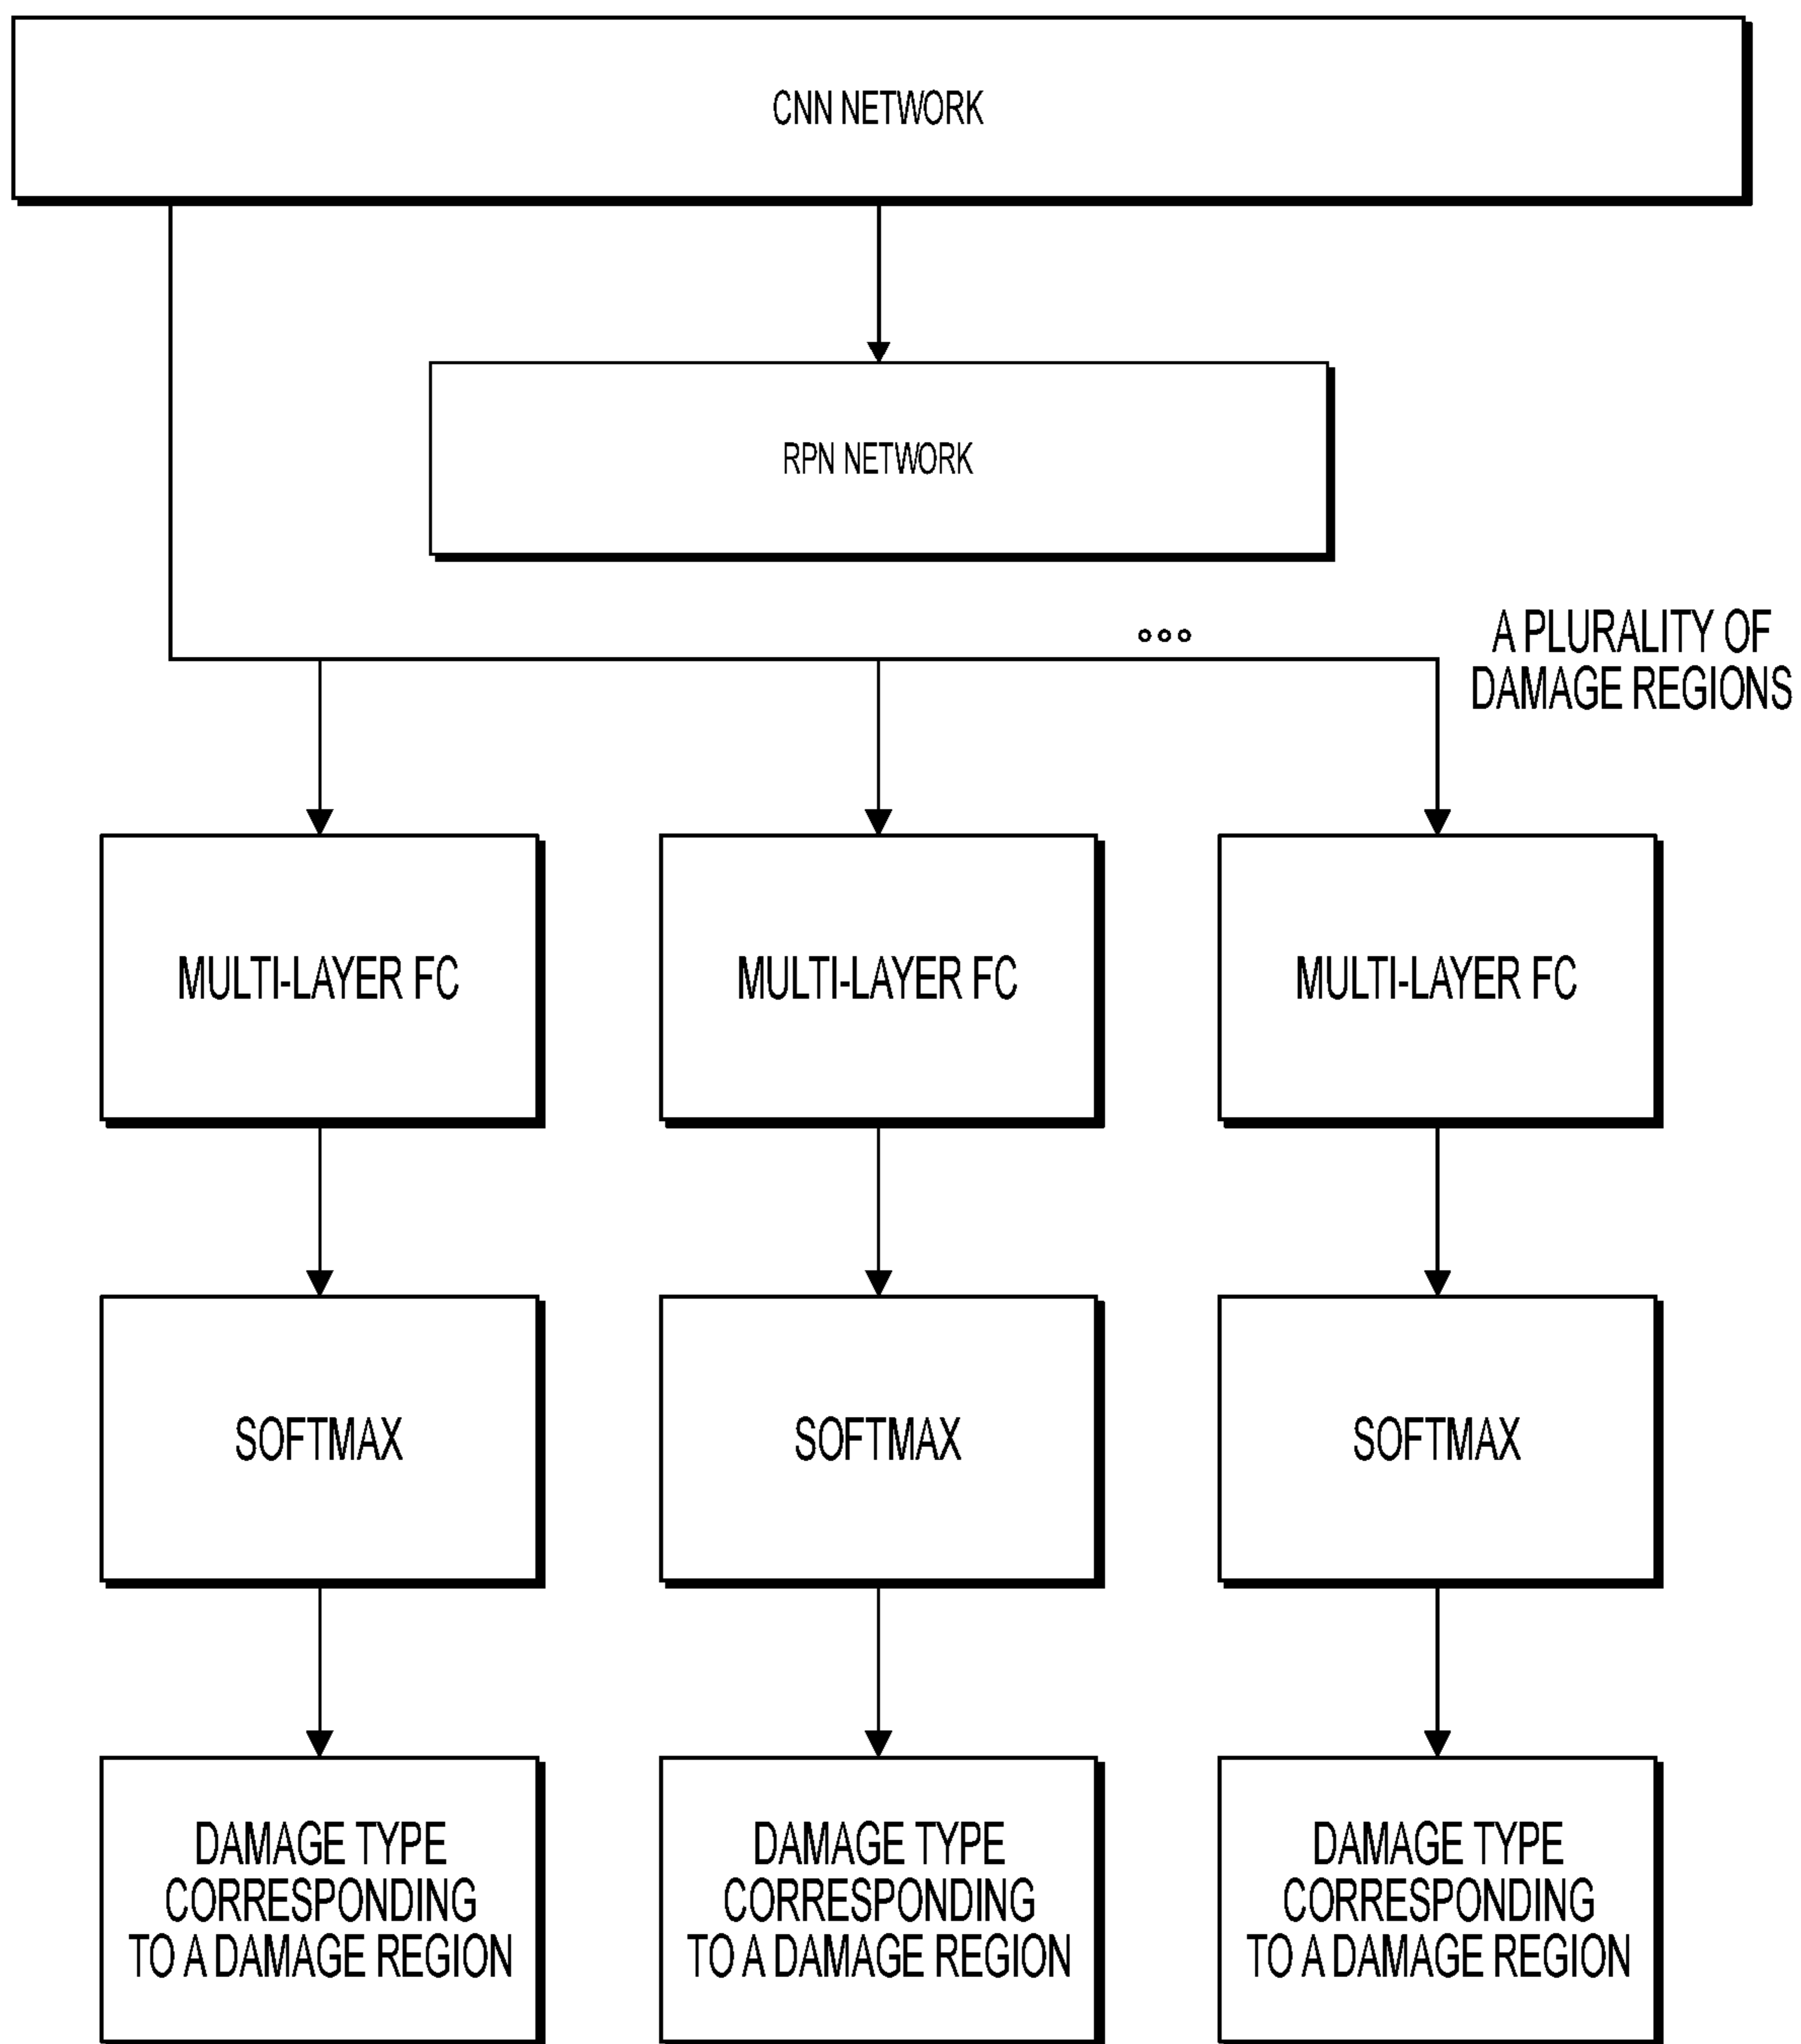 CNN NETWORK
RPN NETWORK
A PLURALITY OF
DAMAGE REGIONS
MULTI-LAYER FC
MULTI-LAYER FC
MULTI-LAYER FC
SOFTMAX
SOFTMAX
SOFTMAX
DAMAGE TYPE
CORRESPONDING
TO A DAMAGE REGION
DAMAGE TYPE
CORRESPONDING
TO A DAMAGE REGION
DAMAGE TYPE
CORRESPONDING
TO A DAMAGE REGION